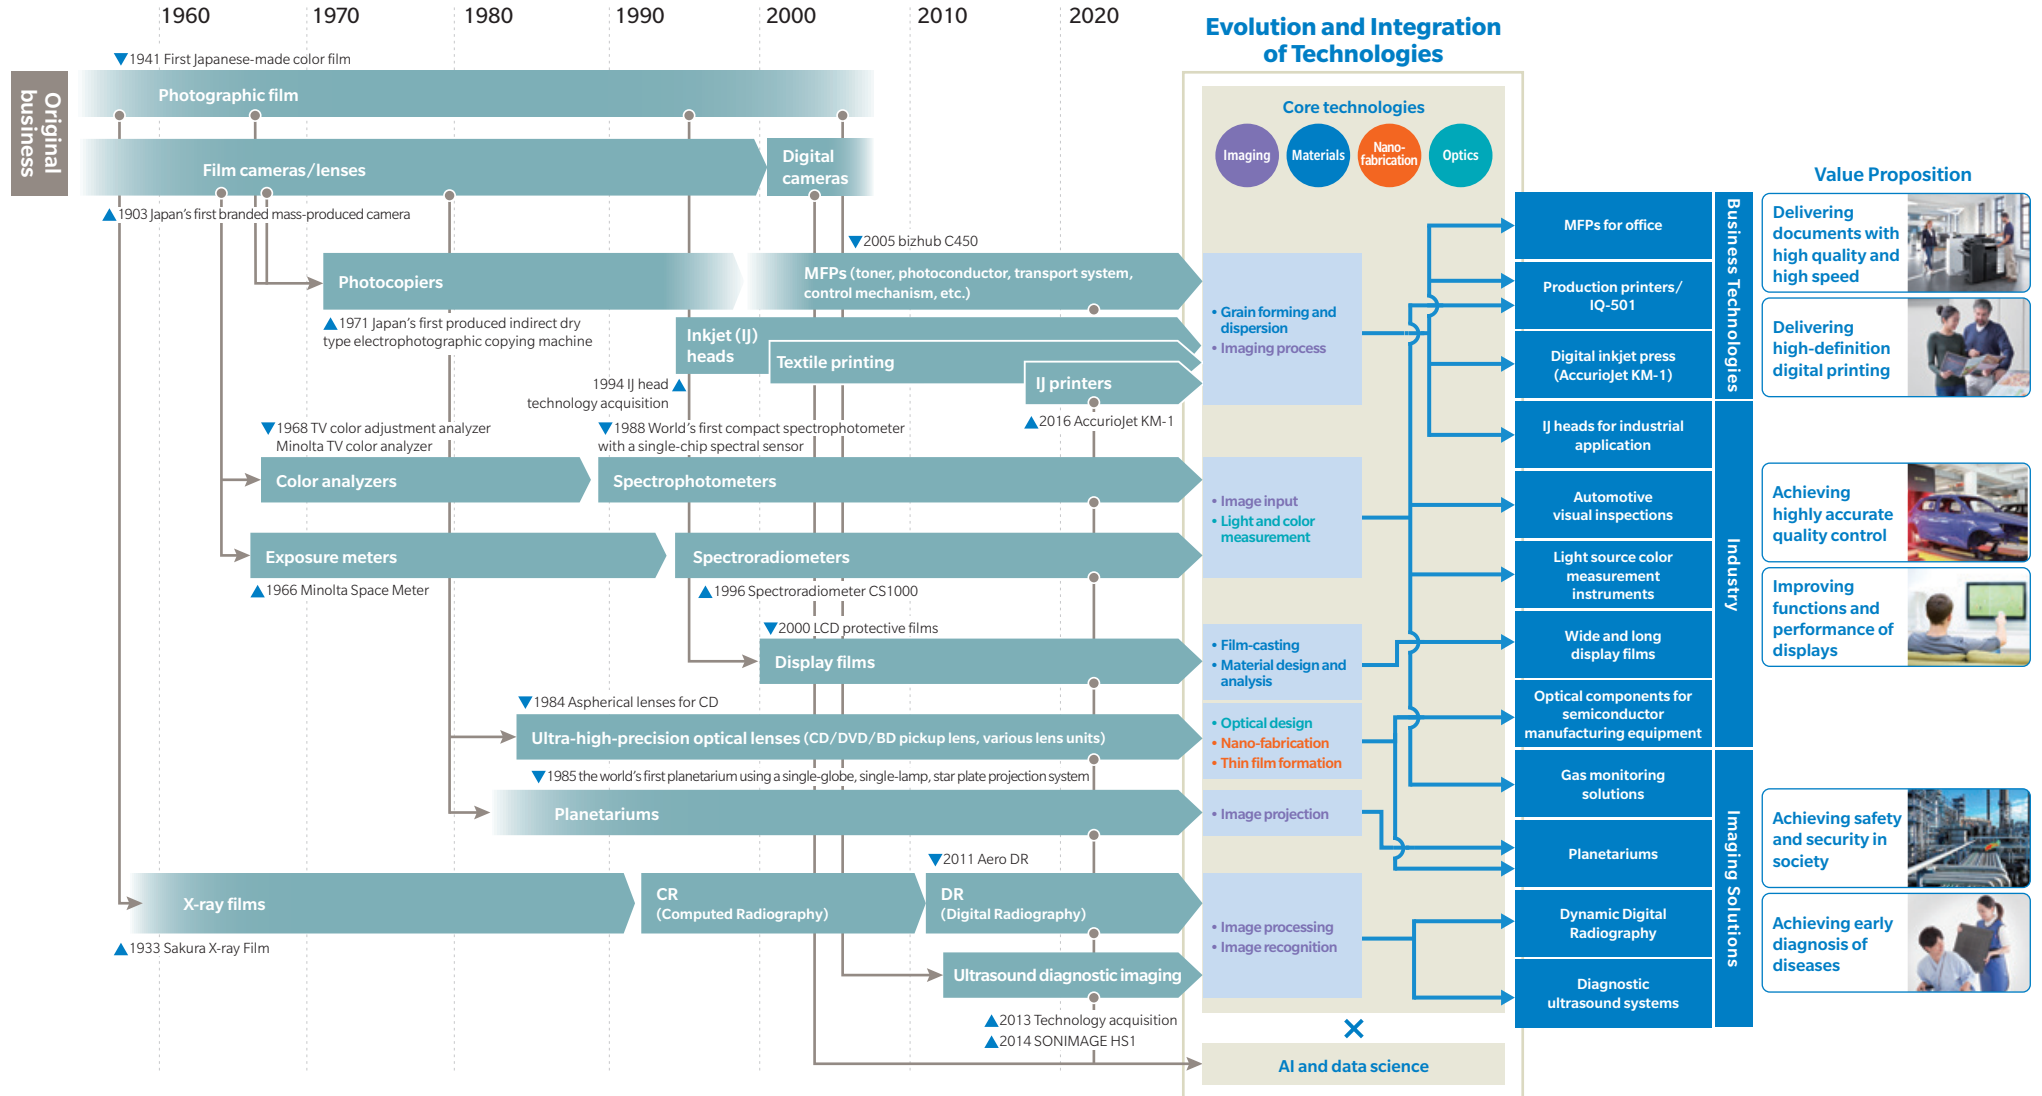 1960
1970
1980
1990
2000
2010
2020
Evolution and Integration
of Technologies
Original
business
▼1941 First Japanese-made color film
Photographic film
Film cameras/lenses
Digital
cameras
▲1903 Japan's first branded mass-produced camera
▼2005 bizhub C450
Photocopiers
MFPs (toner, photoconductor, transport system,
control mechanism, etc.)
▲1971 Japan's first produced indirect dry
type electrophotographic copying machine
Inkjet (IJ)
heads
Textile printing
IJ printers
1994 IJ head▲
technology acquisition
▲2016 AccurioJet KM-1
▼1968 TV color adjustment analyzer
Minolta TV color analyzer
▼1988 World's first compact spectrophotometer
with a single-chip spectral sensor
Color analyzers
Spectrophotometers
Exposure meters
Spectroradiometers
▲1966 Minolta Space Meter
▲1996 Spectroradiometer CS1000
▼2000 LCD protective films
Display films
▼1984 Aspherical lenses for CD
Ultra-high-precision optical lenses (CD/DVD/BD pickup lens, various lens units)
▼1985 the world's first planetarium using a single-globe, single-lamp, star plate projection system
Planetariums
▼2011 Aero DR
X-ray films
CR
(Computed Radiography)
DR
(Digital Radiography)
▲1933 Sakura X-ray Film
Ultrasound diagnostic imaging
▲2013 Technology acquisition
▲2014 SONIMAGE HS1
Core technologies
Imaging
Materials
Nano-
fabrication
Optics
• Grain forming and
dispersion
• Imaging process
• Image input
• Light and color
measurement
• Film-casting
• Material design and
analysis
• Optical design
• Nano-fabrication
• Thin film formation
• Image projection
• Image processing
• Image recognition
×
AI and data science
MFPs for office
Production printers/
IQ-501
Digital inkjet press
(AccurioJet KM-1)
IJ heads for industrial
application
Automotive
visual inspections
Light source color
measurement
instruments
Wide and long
display films
Optical components for
semiconductor
manufacturing equipment
Gas monitoring
solutions
Planetariums
Dynamic Digital
Radiography
Diagnostic
ultrasound systems
Business Technologies
Industry
Imaging Solutions
Value Proposition
Delivering
documents with
high quality and
high speed
Delivering
high-definition
digital printing
Achieving
highly accurate
quality control
Improving
functions and
performance of
displays
Achieving safety
and security in
society
Achieving early
diagnosis of
diseases